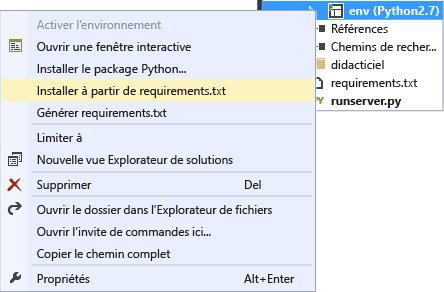 env (Python2.7)
Références
Chemins de recher...
didacticiel
requirements.txt
runserver.py
Activer l'environnement
Ouvrir une fenêtre interactive
Installer le package Python...
Installer à partir de requirements.txt
Générer requirements.txt
Limiter à
Nouvelle vue Explorateur de solutions
Supprimer Del
Ouvrir le dossier dans l'Explorateur de fichiers
Ouvrir l'invite de commandes ici...
Copier le chemin complet
Propriétés Alt+Enter